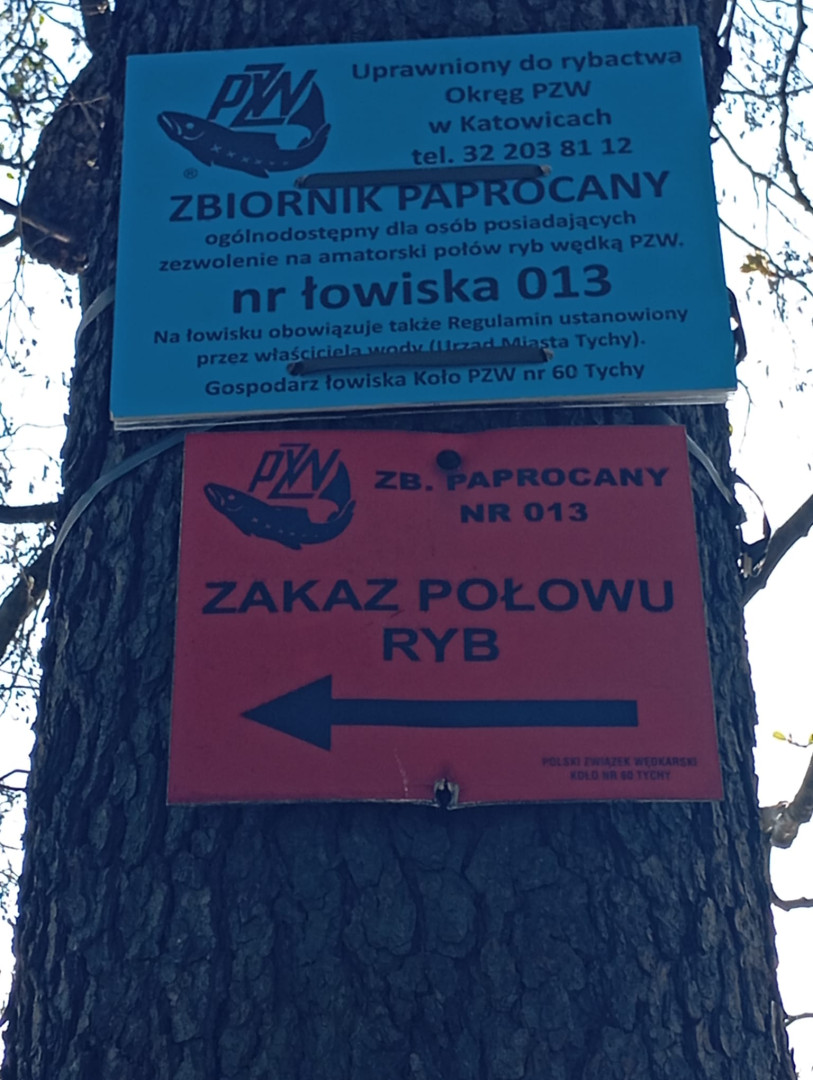 PZW
Uprawniony do rybactwa
Okręg PZW
w Katowicach
tel. 32 203 81 12
®
ZBIORNIK PAPROCANY
ogólnodostępny dla osób posiadających
zezwolenie na amatorski połów ryb wędką PZW.
nr łowiska 013
Na łowisku obowiązuje także Regulamin ustanowiony
przez właściciela wody (Urząd Miasta Tychy).
Gospodarz łowiska Koło PZW nr 60 Tychy
PZW
ZB. PAPROCANY
NR 013
ZAKAZ POŁOWU
RYB
POLSKI ZWIĄZEK WĘDKARSKI
KOŁO NR 60 TYCHY